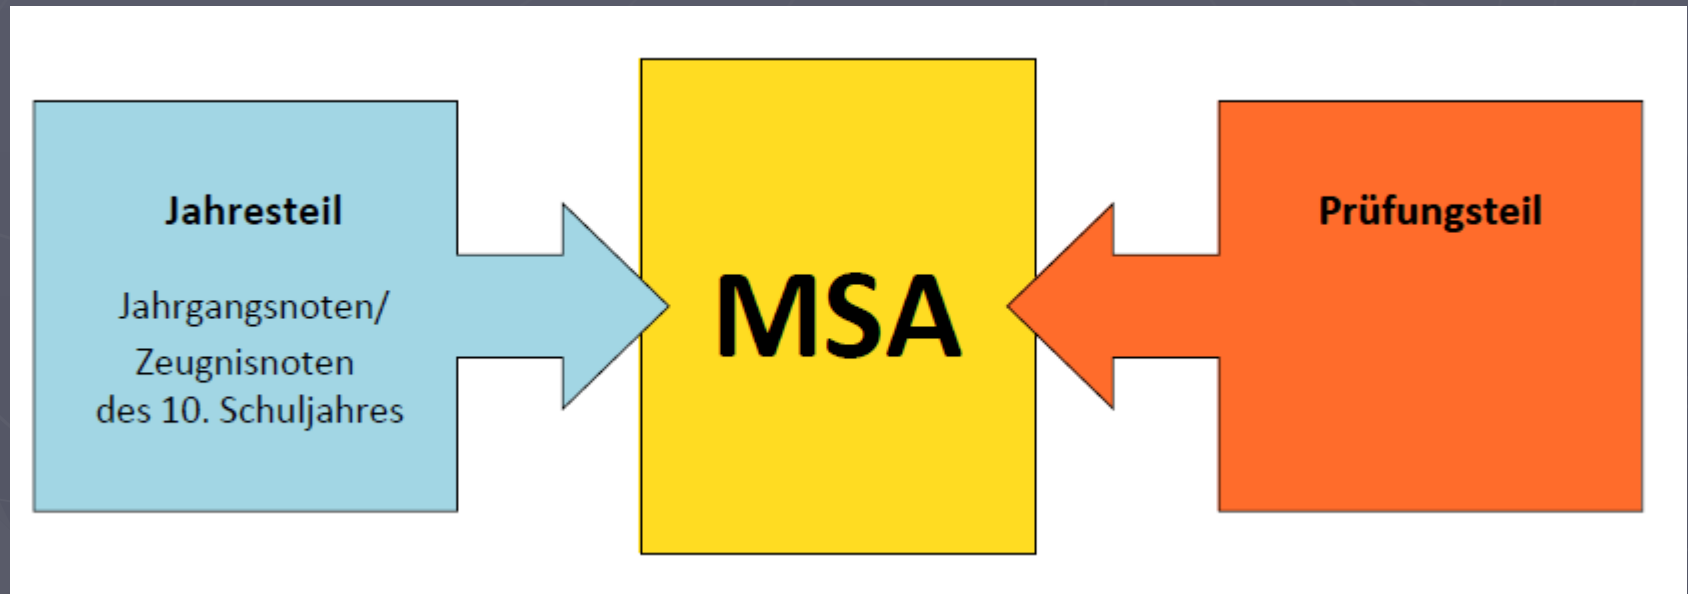 Jahresteil
Jahrgangsnoten/
Zeugnisnoten
des 10. Schuljahres
MSA
Prüfungsteil